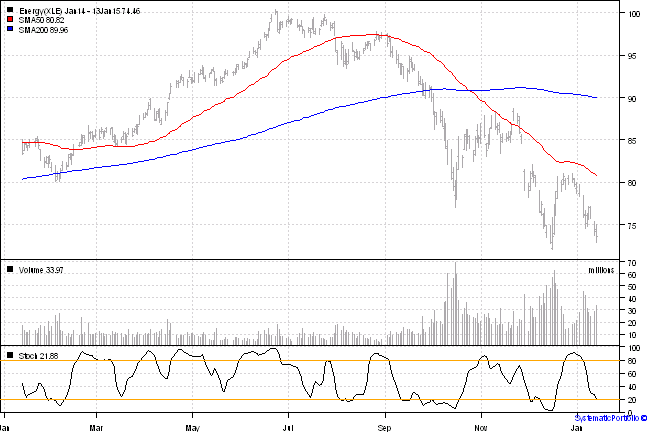 Energy(XLE) Jan14 - 13Jan15 74.46
SMA50 80.82
SMA200 89.96
100
95
90
85
80
75
Volume 33.97
millions
70
60
50
40
30
20
10
Stoch 21.88
80
60
40
20
0
Jan Mar May Jul Sep Nov Jan
SystematicPortfolio ©